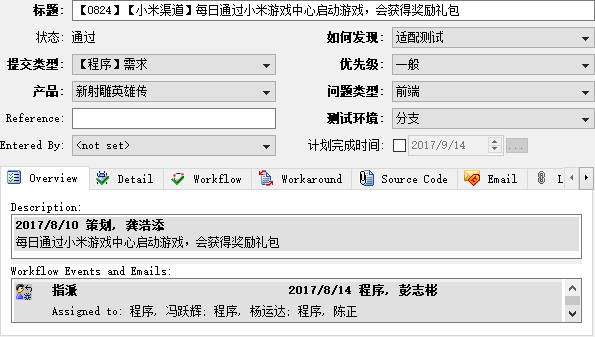 标题: 【0824】【小米渠道】每日通过小米游戏中心启动游戏，会获得奖励礼包
状态: 通过 如何发现: 适配测试
提交类型: 【程序】需求 优先级: 一般
产品: 新射雕英雄传 问题类型: 前端
Reference: 测试环境: 分支
Entered By: <not set> 计划完成时间: 2017/9/14 ...
Overview Detail Workflow Workaround Source Code Email L
Description:
2017/8/10 策划, 龚浩添
每日通过小米游戏中心启动游戏，会获得奖励礼包
Workflow Events and Emails:
指派 2017/8/14 程序, 彭志彬
Assigned to: 程序, 冯跃辉; 程序, 杨运达; 程序, 陈正